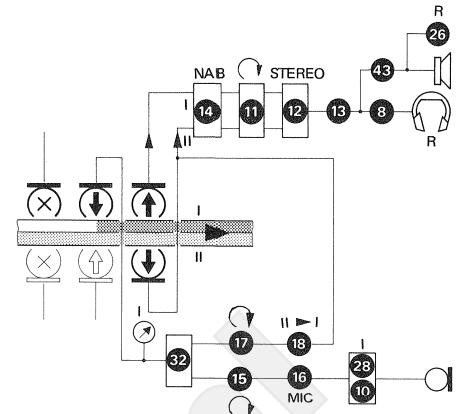 R
26
43
NAB STEREO
I 14 11 12 13 8
II
R
I
II
I
II ► I
17 18
32
I
28
15 16 10
MIC